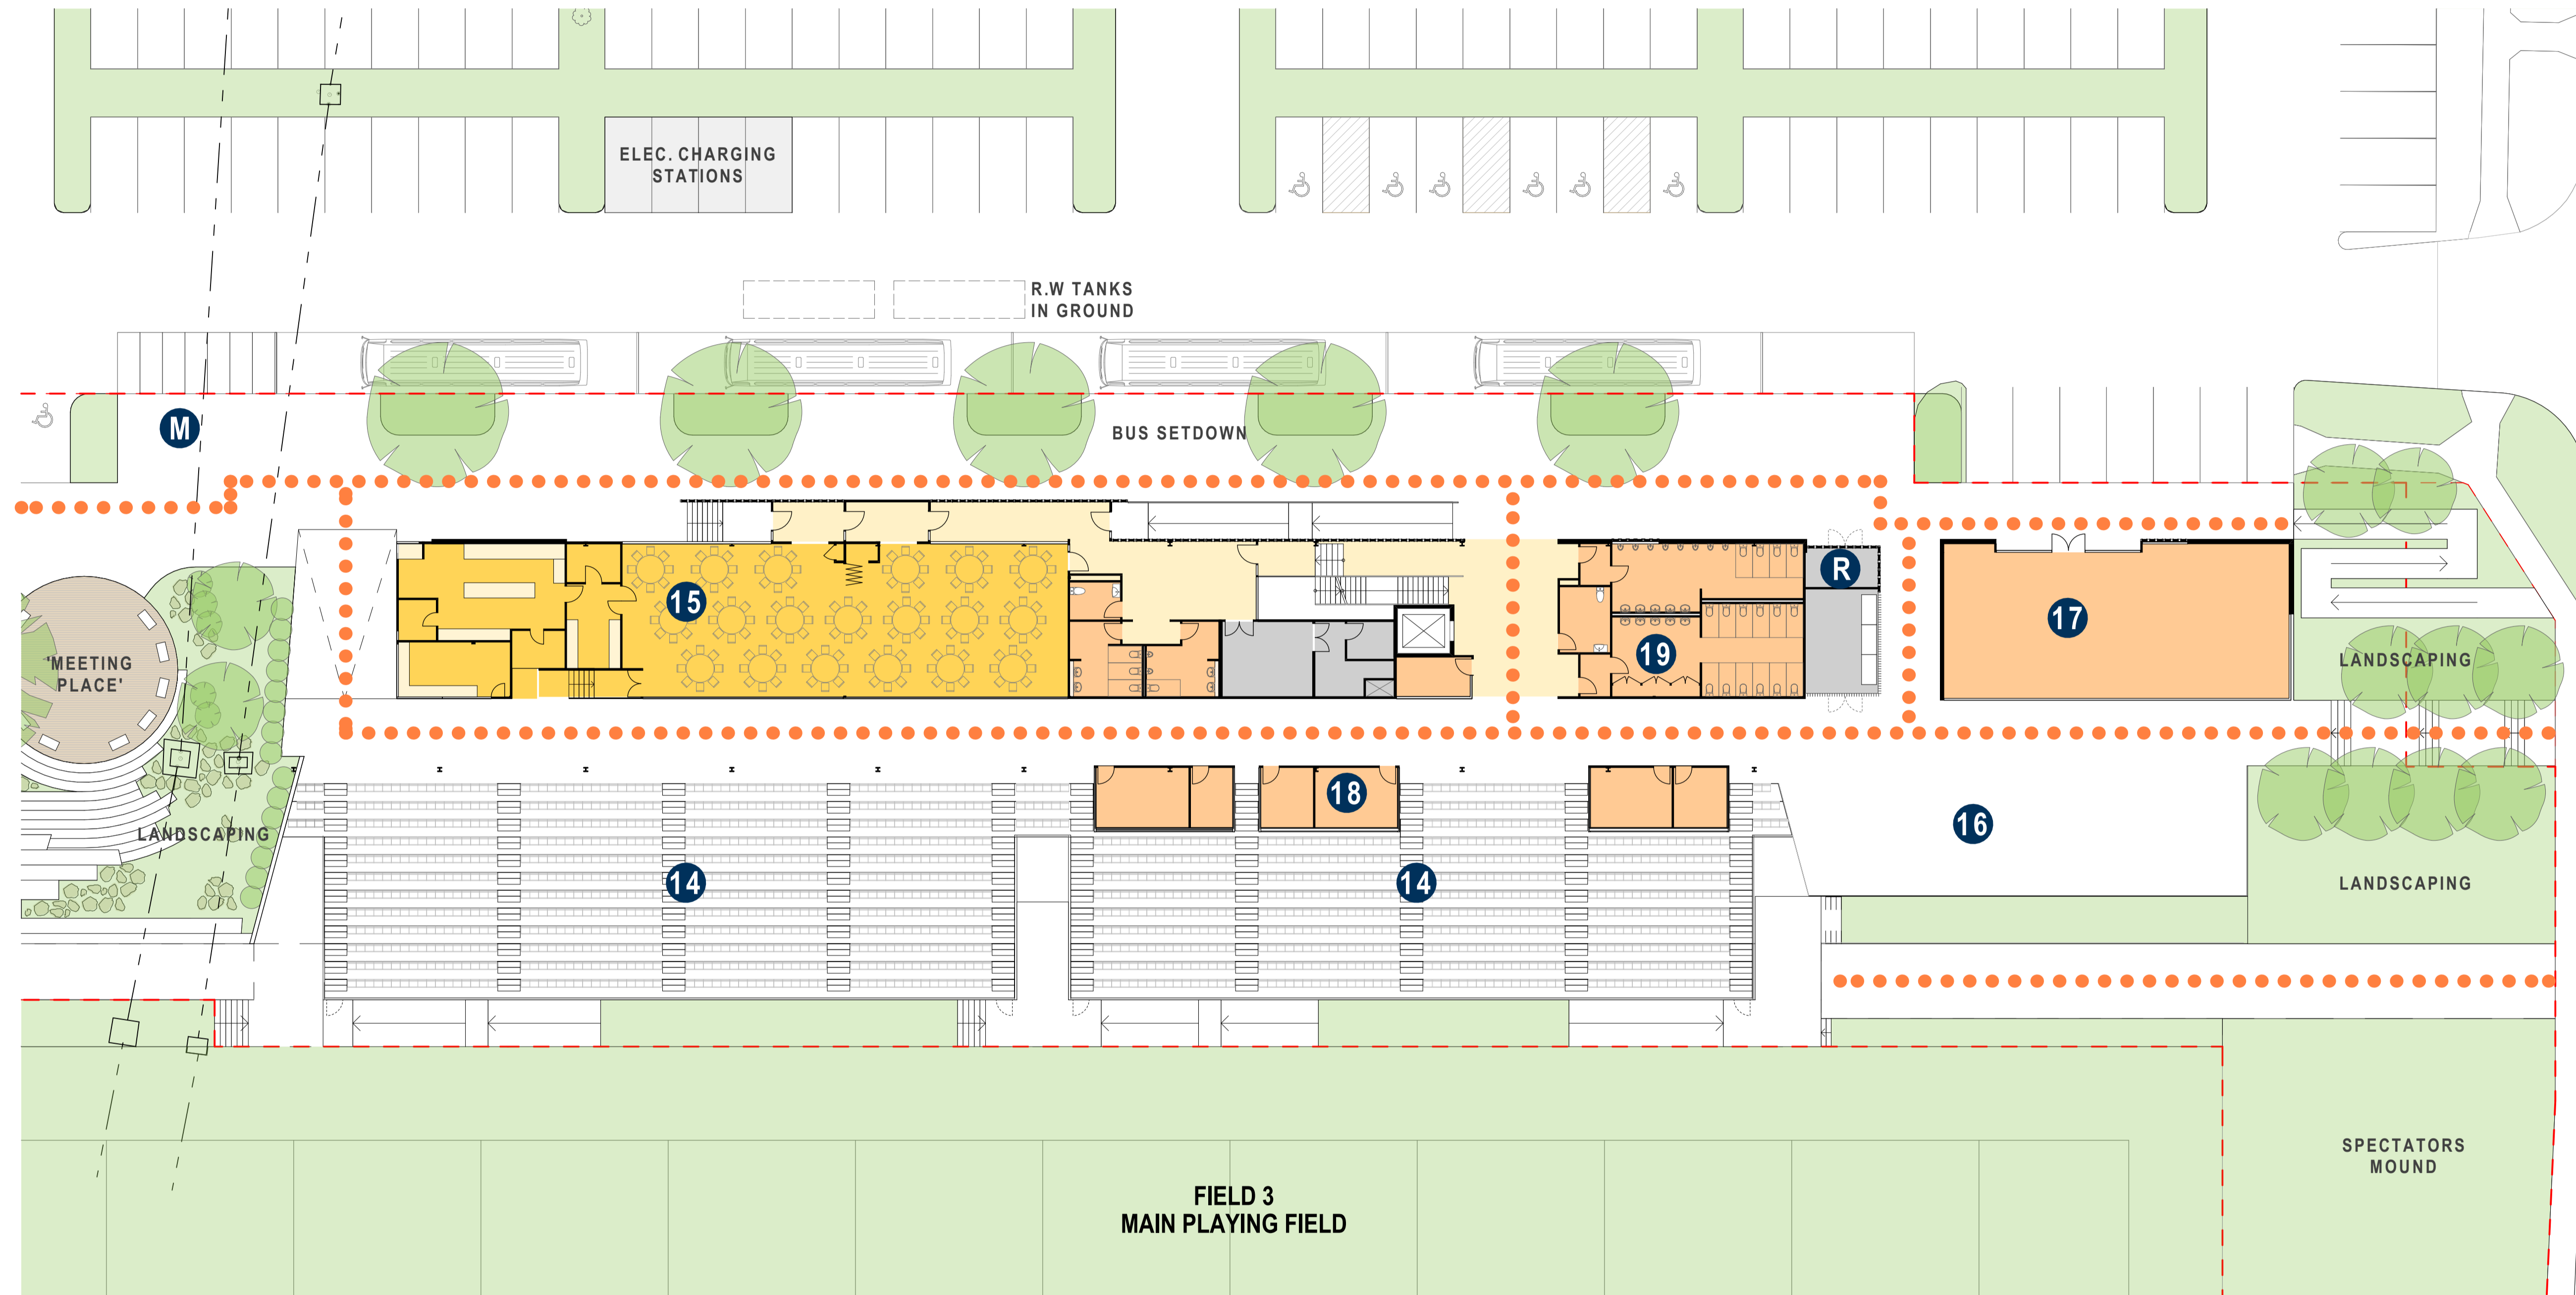 ELEC. CHARGING
STATIONS
R.W TANKS
IN GROUND
M
BUS SETDOWN
R
15
17
19
'MEETING
PLACE'
LANDSCAPING
18
16
LANDSCAPING
14
14
LANDSCAPING
SPECTATORS
MOUND
FIELD 3
MAIN PLAYING FIELD